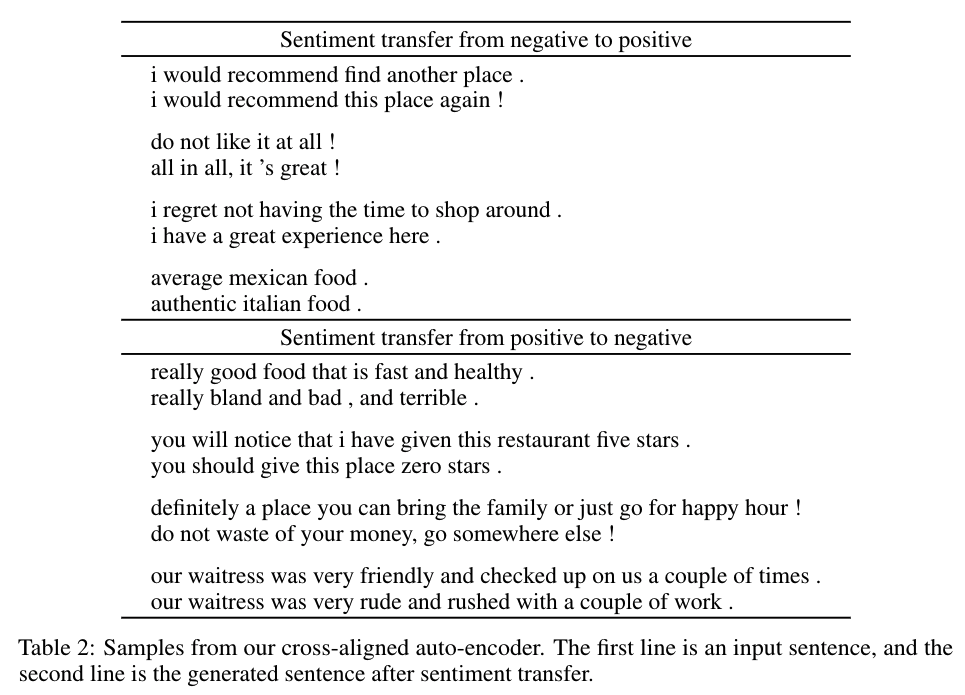 Sentiment transfer from negative to positive
i would recommend find another place .
i would recommend this place again !
do not like it at all !
all in all, it 's great !
i regret not having the time to shop around .
i have a great experience here .
average mexican food .
authentic italian food .
Sentiment transfer from positive to negative
really good food that is fast and healthy .
really bland and bad , and terrible .
you will notice that i have given this restaurant five stars .
you should give this place zero stars .
definitely a place you can bring the family or just go for happy hour !
do not waste of your money, go somewhere else !
our waitress was very friendly and checked up on us a couple of times .
our waitress was very rude and rushed with a couple of work .
Table 2: Samples from our cross-aligned auto-encoder. The first line is an input sentence, and the
second line is the generated sentence after sentiment transfer.